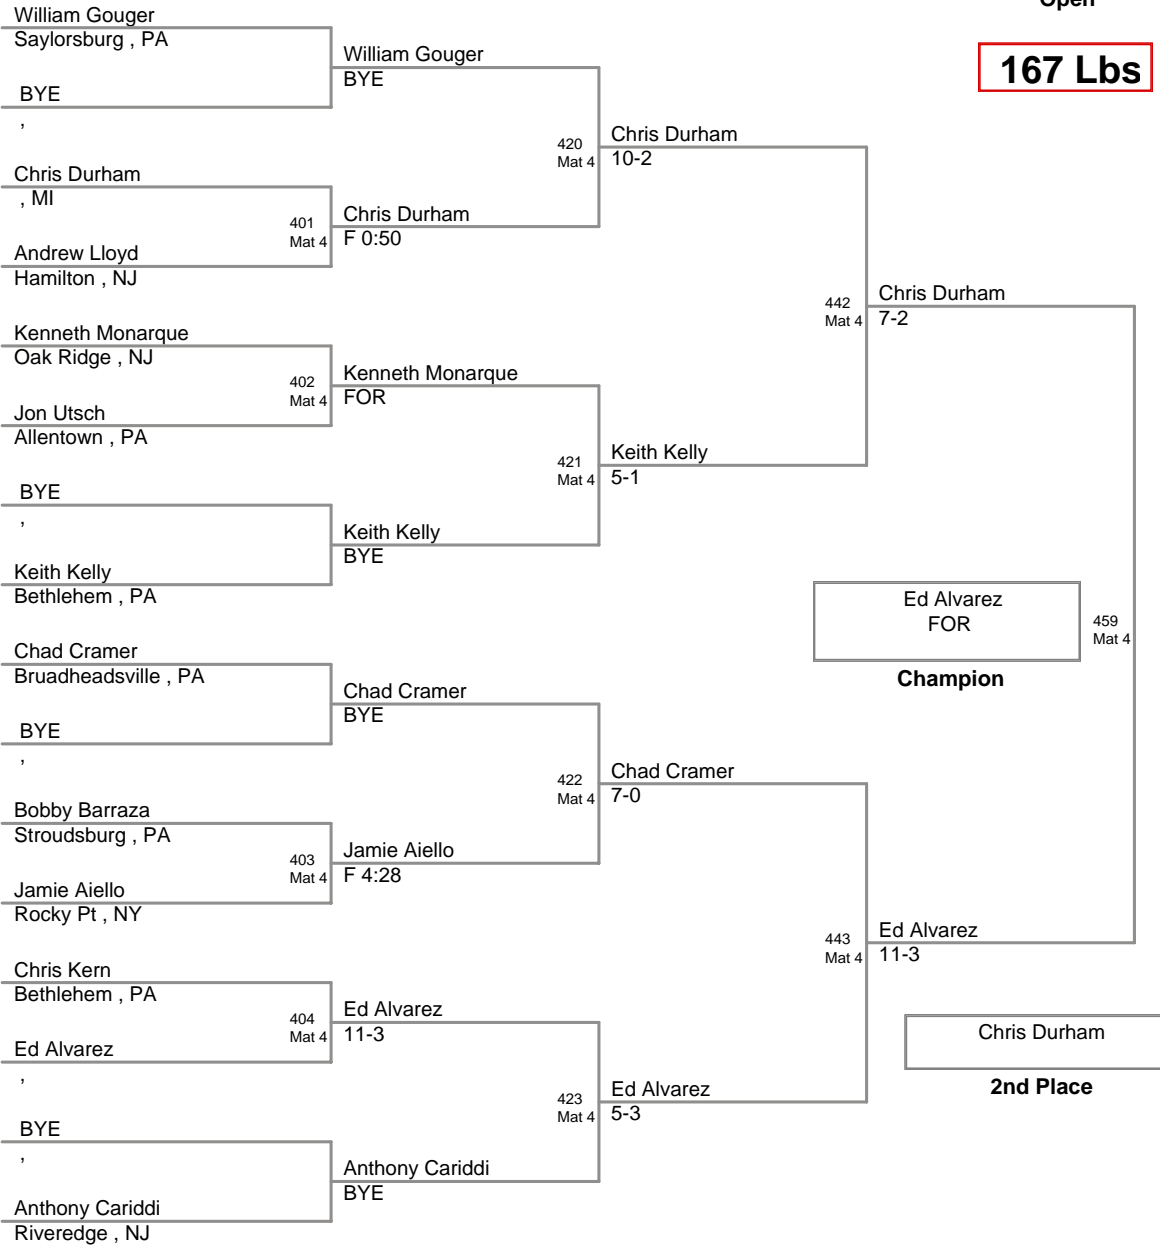 Open
167 Lbs
William Gouger
Saylorsburg , PA
BYE
,
Chris Durham
, MI
Andrew Lloyd
Hamilton , NJ
Kenneth Monarque
Oak Ridge , NJ
Jon Utsch
Allentown , PA
BYE
,
Keith Kelly
Bethlehem , PA
Chad Cramer
Bruadheadsville , PA
BYE
,
Bobby Barraza
Stroudsburg , PA
Jamie Aiello
Rocky Pt , NY
Chris Kern
Bethlehem , PA
Ed Alvarez
,
BYE
,
Anthony Cariddi
Riveredge , NJ
William Gouger
BYE
401
Mat 4
Chris Durham
F 0:50
402
Mat 4
Kenneth Monarque
FOR
Keith Kelly
BYE
Chad Cramer
BYE
403
Mat 4
Jamie Aiello
F 4:28
404
Mat 4
Ed Alvarez
11-3
Anthony Cariddi
BYE
420
Mat 4
Chris Durham
10-2
421
Mat 4
Keith Kelly
5-1
422
Mat 4
Chad Cramer
7-0
423
Mat 4
Ed Alvarez
5-3
442
Mat 4
Chris Durham
7-2
443
Mat 4
Ed Alvarez
11-3
459
Mat 4
Ed Alvarez
FOR
Champion
Chris Durham
2nd Place